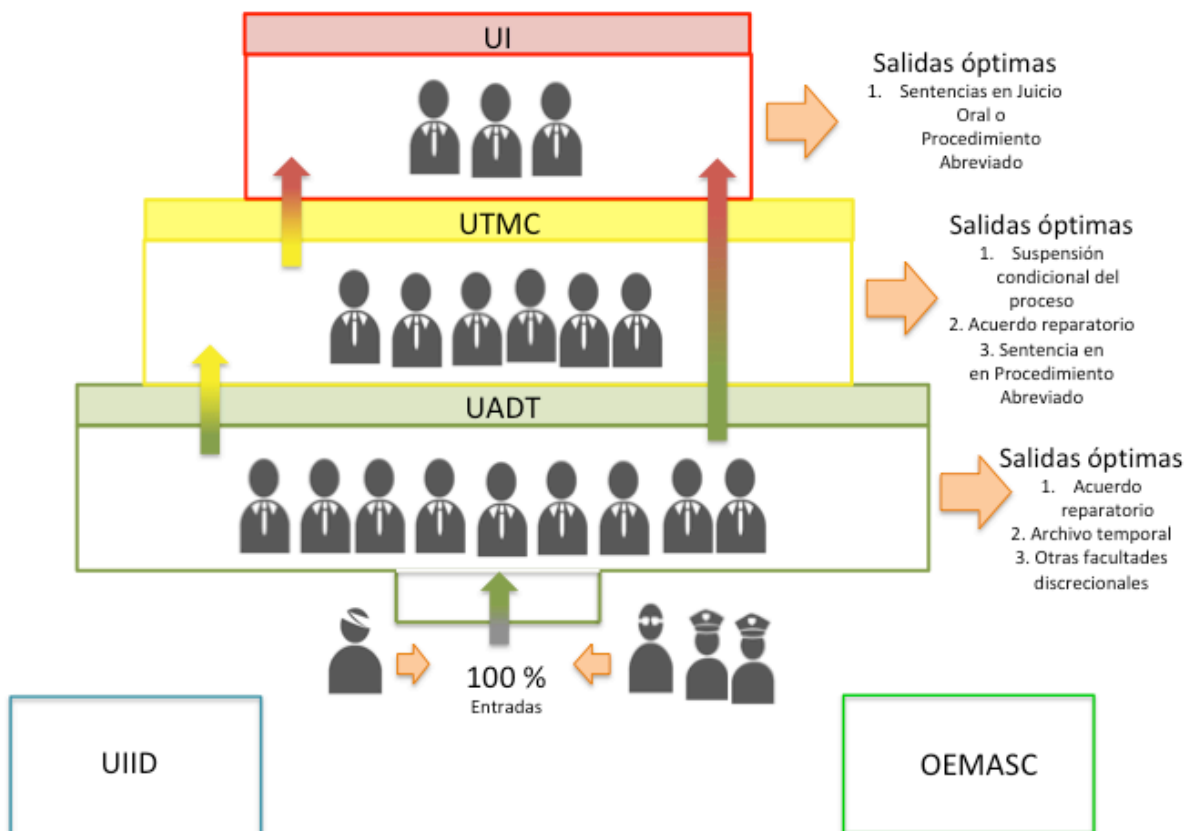 UI
Salidas óptimas
1. Sentencias en Juicio
Oral o
Procedimiento
Abreviado
UTMC
Salidas óptimas
1. Suspensión
condicional del
proceso
2. Acuerdo reparatorio
3. Sentencia en
en Procedimiento
Abreviado
UADT
Salidas óptimas
1. Acuerdo
reparatorio
2. Archivo temporal
3. Otras facultades
discrecionales
100 %
Entradas
UIID
OEMASC